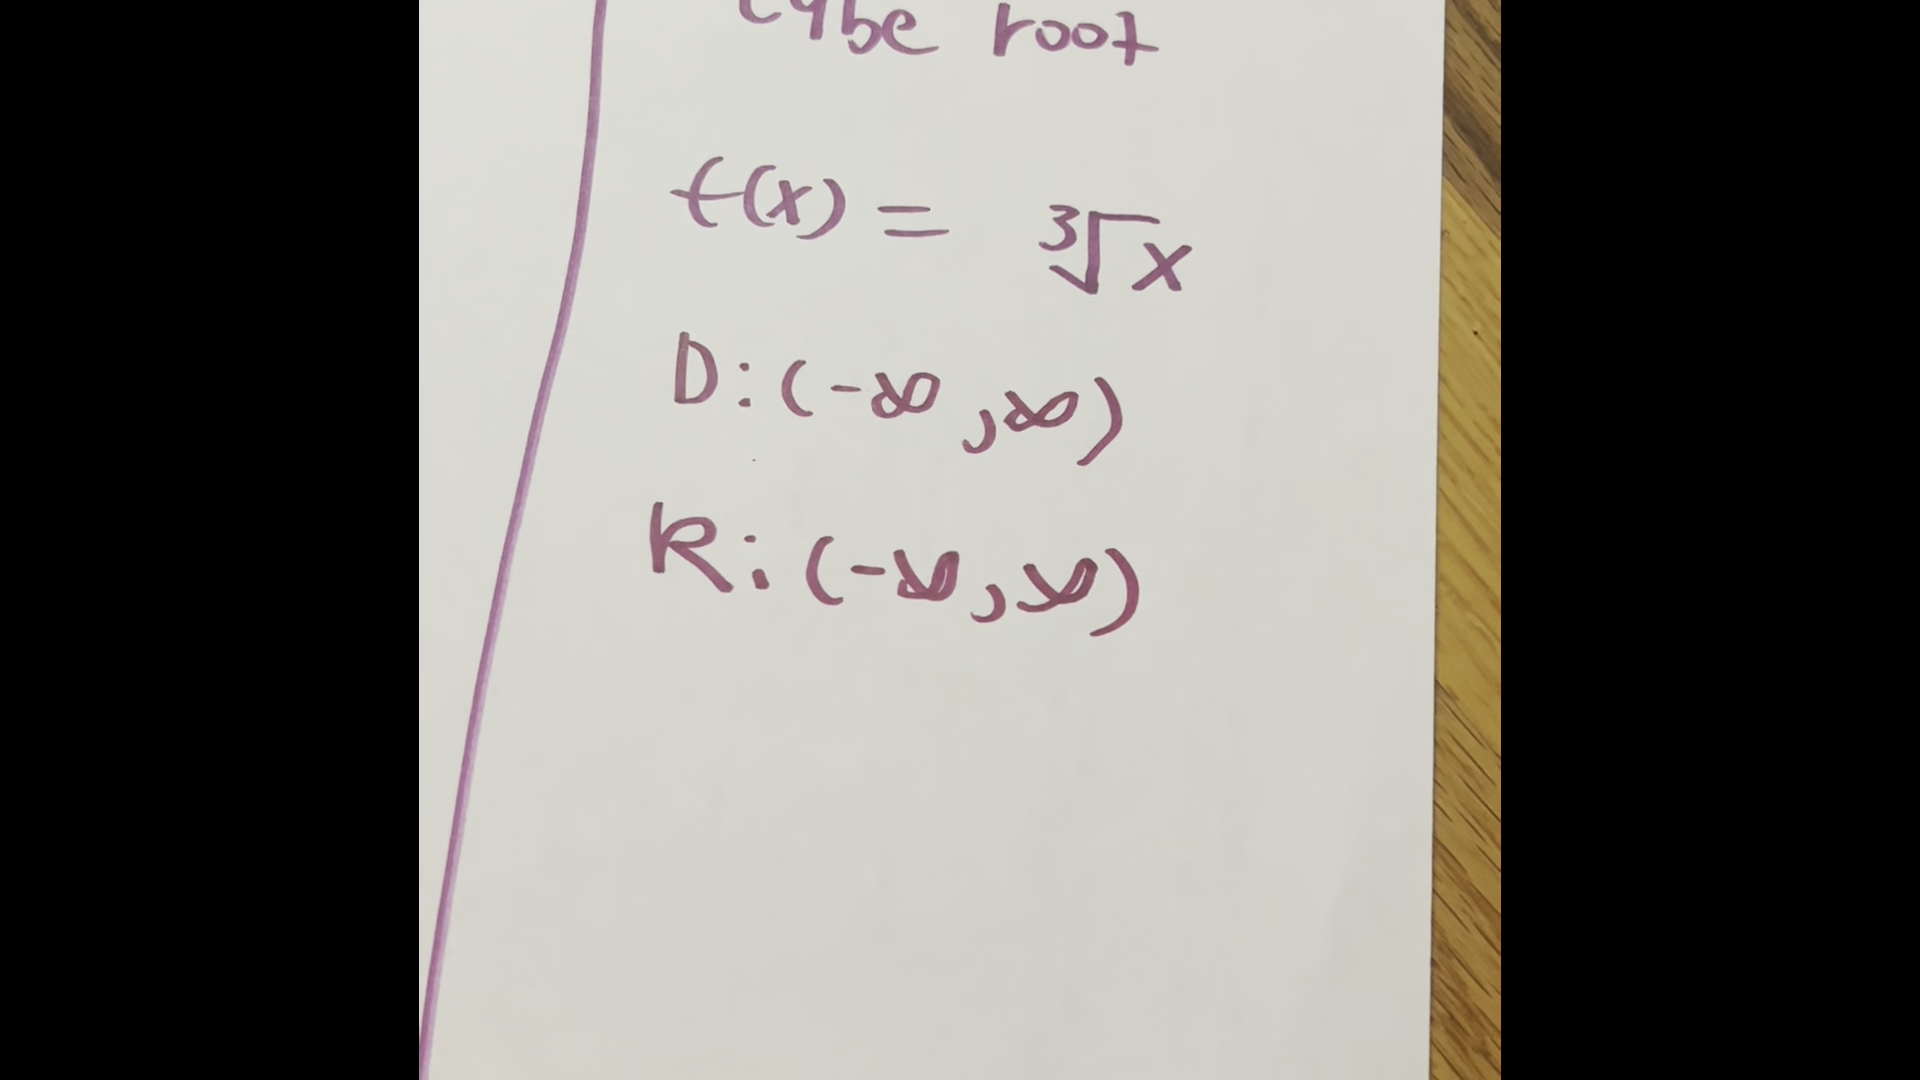 cube root
f(x) = ∛x
D: (-∞, ∞)
R: (-∞, ∞)